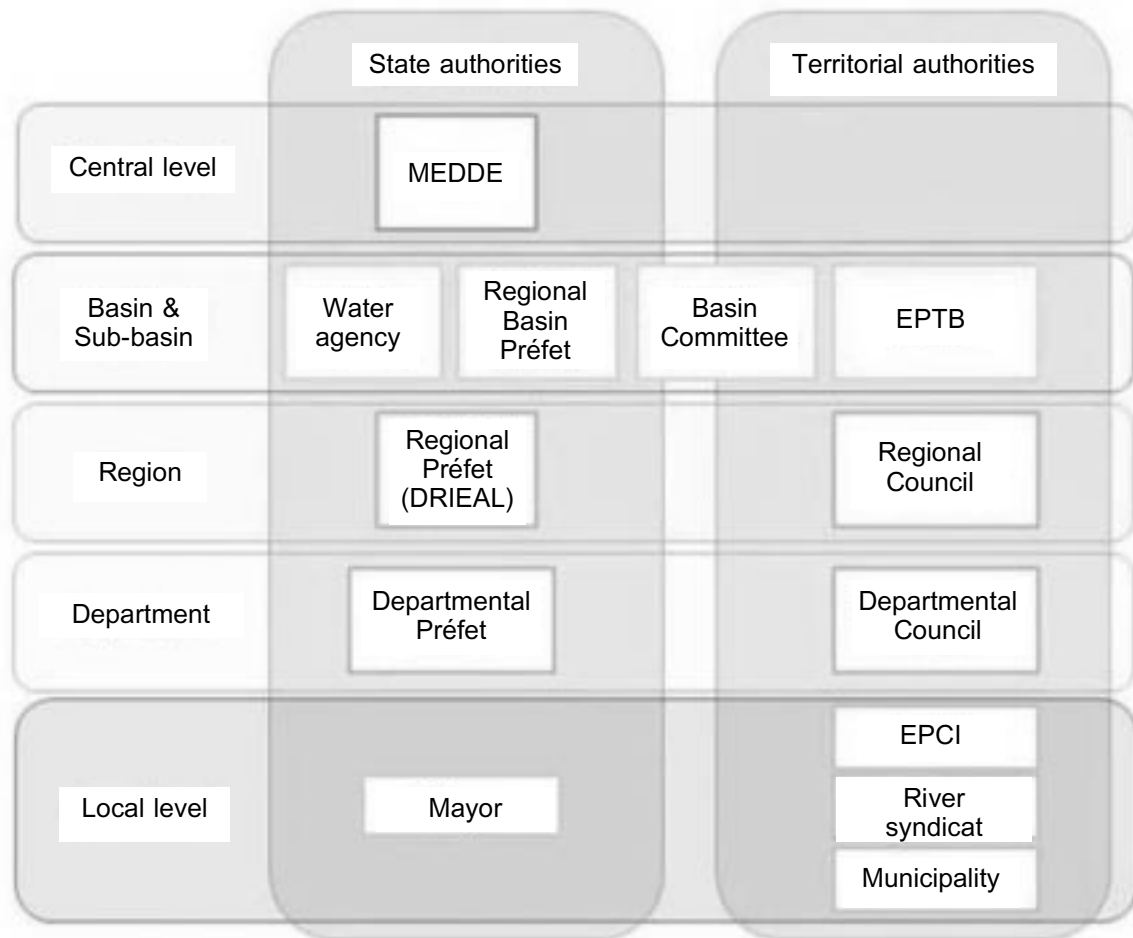 State authorities
Territorial authorities
Central level
MEDDE
Basin &
Sub-basin
Water
agency
Regional
Basin
Préfet
Basin
Committee
EPTB
Region
Regional
Préfet
(DRIEAL)
Regional
Council
Department
Departmental
Préfet
Departmental
Council
Local level
Mayor
EPCI
River
syndicat
Municipality